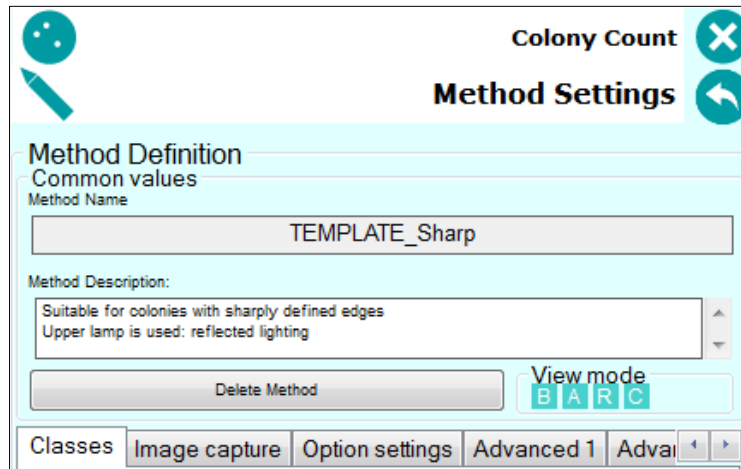 Colony Count
Method Settings
Method Definition
Common values
Method Name
TEMPLATE_Sharp
Method Description:
Suitable for colonies with sharply defined edges
Upper lamp is used: reflected lighting
Delete Method
View mode
B A R C
Classes Image capture Option settings Advanced 1 Adva